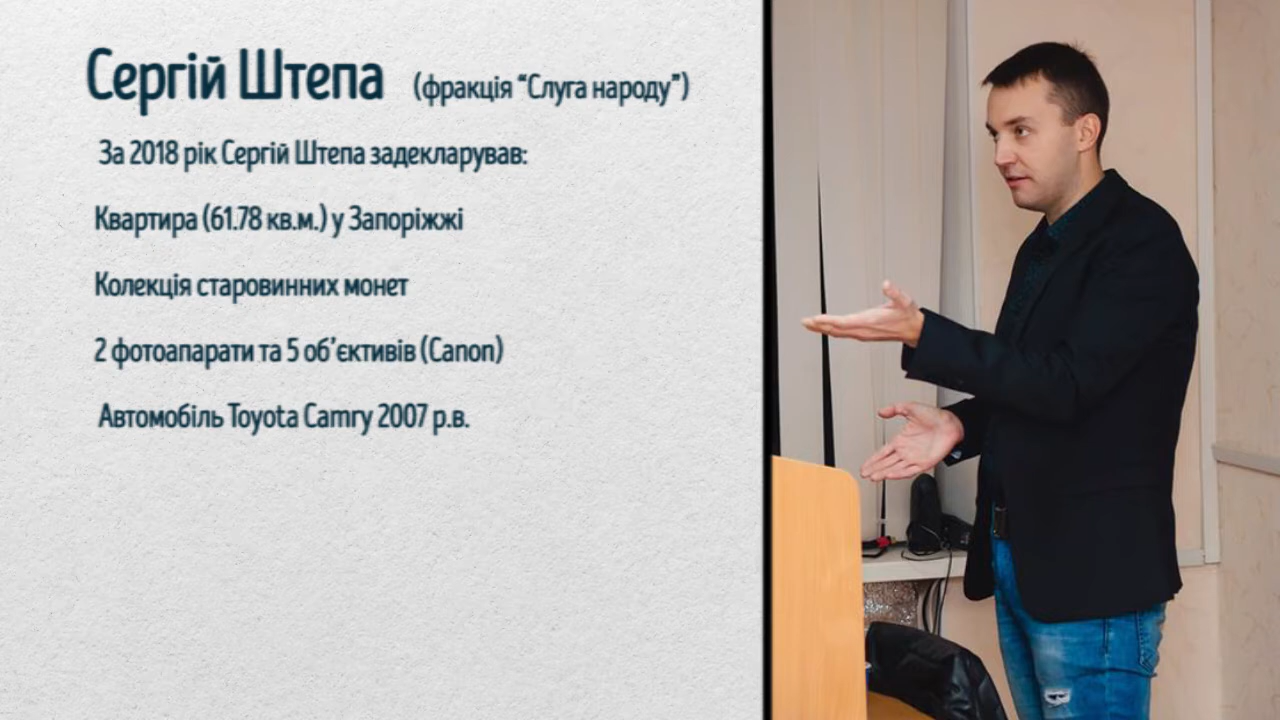 Сергій Штепа (фракція “Слуга народу”)
За 2018 рік Сергій Штепа задекларував:
Квартира (61.78 кв.м.) у Запоріжжі
Колекція старовинних монет
2 фотоапарати та 5 об’єктивів (Canon)
Автомобіль Toyota Camry 2007 р.в.